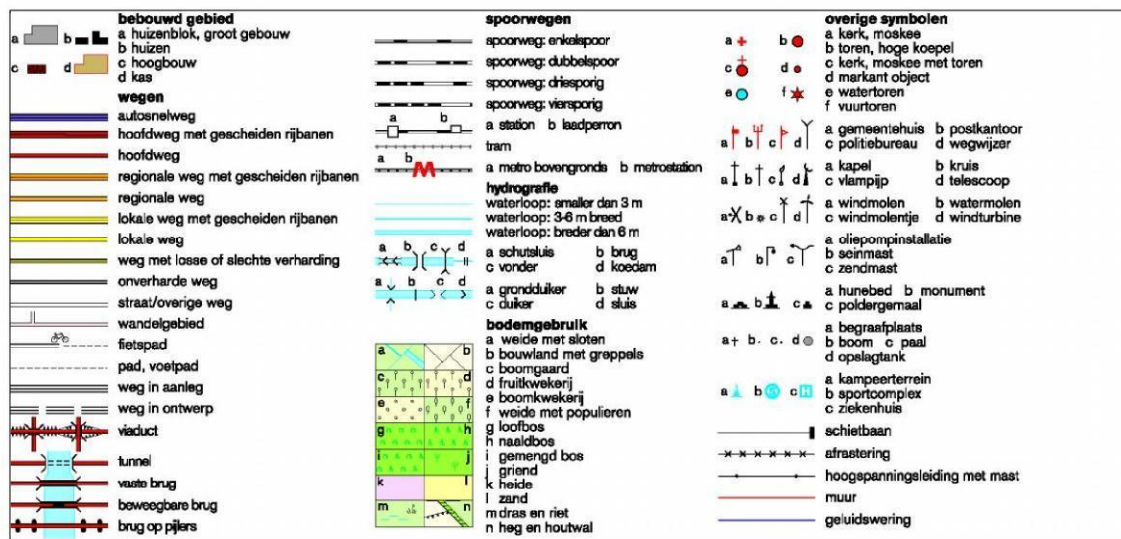 bebouwd gebied
a b a huizenblok, groot gebouw
b huizen
c d c hoogbouw
d kas
wegen
autosnelweg
hoofdweg met gescheiden rijbanen
hoofdweg
regionale weg met gescheiden rijbanen
regionale weg
lokale weg met gescheiden rijbanen
lokale weg
weg met losse of slechte verharding
onverharde weg
straat/overige weg
wandelgebied
fietspad
pad, voetpad
weg in aanleg
weg in ontwerp
viaduct
tunnel
vaste brug
beweegbare brug
brug op pijlers
spoorwegen
spoorweg: enkelspoor
spoorweg: dubbelspoor
spoorweg: driesporig
spoorweg: viersporig
a b
a station b laadperron
tram
a b
M a metro bovengronds b metrostation
hydrografie
waterloop: smaller dan 3 m
waterloop: 3-6 m breed
waterloop: breder dan 6 m
a b c d a schutsluis b brug
c vonder d koedam
a b c d a grondduiker b stuw
c duiker d sluis
bodemgebruik
a weide met sloten
a b b bouwland met greppels
c boomgaard
c d d fruitkwekerij
e boomkwekerij
e f f weide met populieren
g loofbos
g h h naaldbos
i gemengd bos
i j j griend
k heide
k l l zand
m dras en riet
m n n heg en houtwal
overige symbolen
a b a kerk, moskee
b toren, hoge koepel
c d c kerk, moskee met toren
d markant object
e f e watertoren
f vuurtoren
a b c d a gemeentehuis b postkantoor
c politiebureau d wegwijzer
a b c d a kapel b kruis
c vlampijp d telescoop
a b c d a windmolen b watermolen
c windmolentje d windturbine
a b c a oliepompinstallatie
b seinmast
c zendmast
a b c a hunebed b monument
c poldergemaal
a b c d a begraafplaats
b boom c paal
d opslagtank
a b c H a kampeerterrein
b sportcomplex
c ziekenhuis
schietbaan
afrastering
hoogspanningsleiding met mast
muur
geluidswering